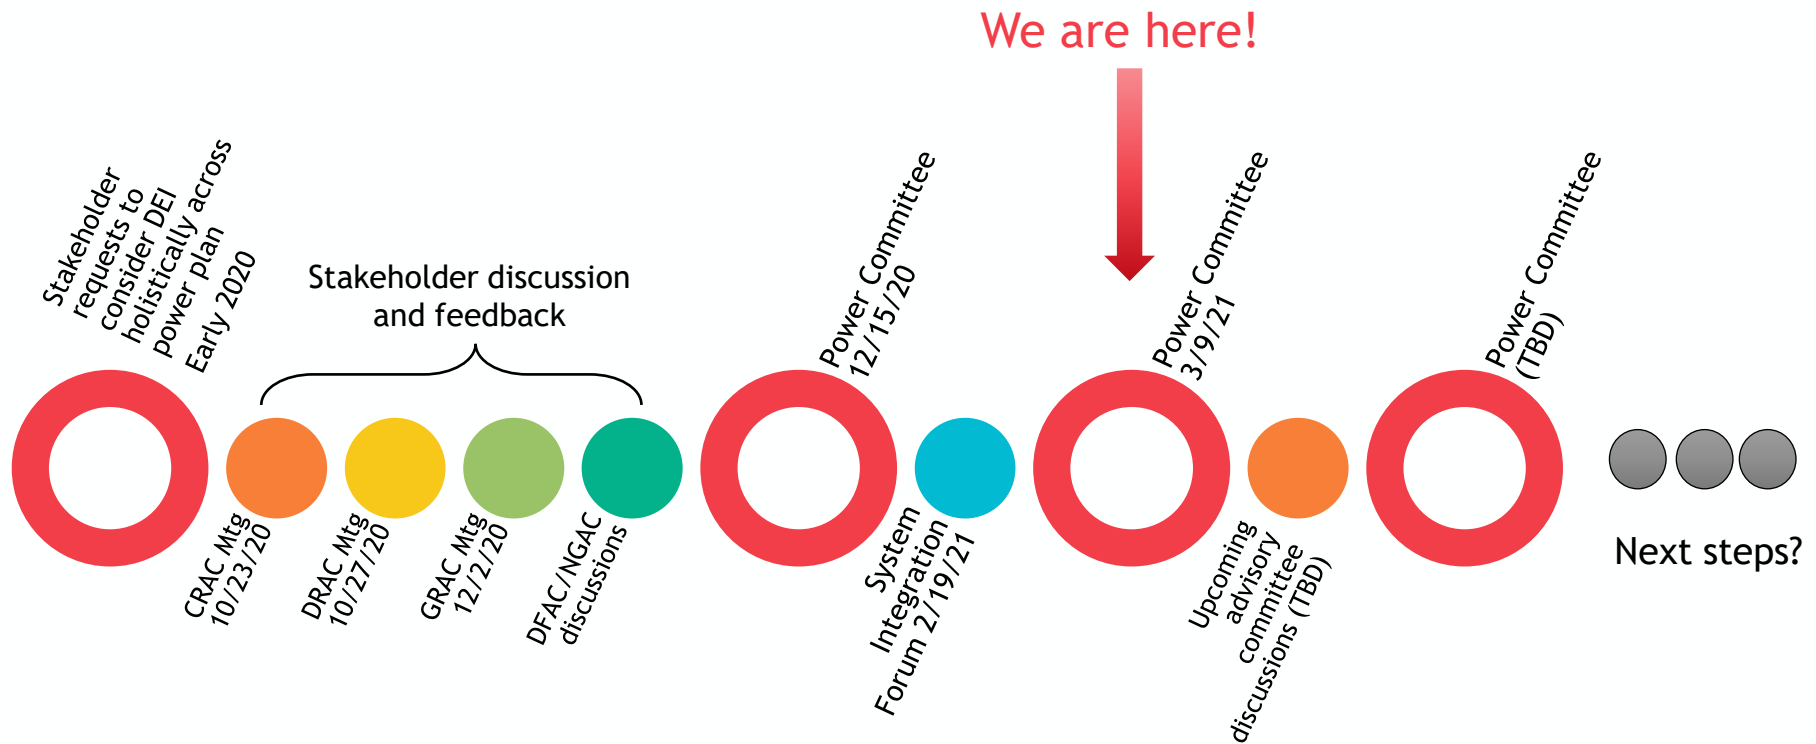 We are here!
Stakeholder
requests to
consider DEI
holistically across
power plan
Early 2020
Stakeholder discussion
and feedback
CRAC Mtg
10/23/20
DRAC Mtg
10/27/20
GRAC Mtg
12/2/20
DFAC/NGAC
discussions
Power Committee
12/15/20
System
Integration
Forum 2/19/21
Power Committee
3/9/21
Upcoming
advisory
committee
discussions (TBD)
Power Committee
(TBD)
Next steps?